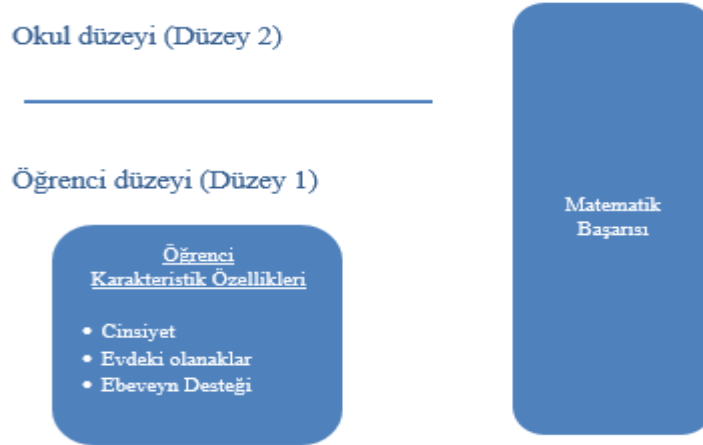 Okul düzeyi (Düzey 2)
Öğrenci düzeyi (Düzey 1)
Öğrenci
Karakteristik Özellikleri
• Cinsiyet
• Evdeki olanaklar
• Ebeveyn Desteği
Matematik
Başarısı